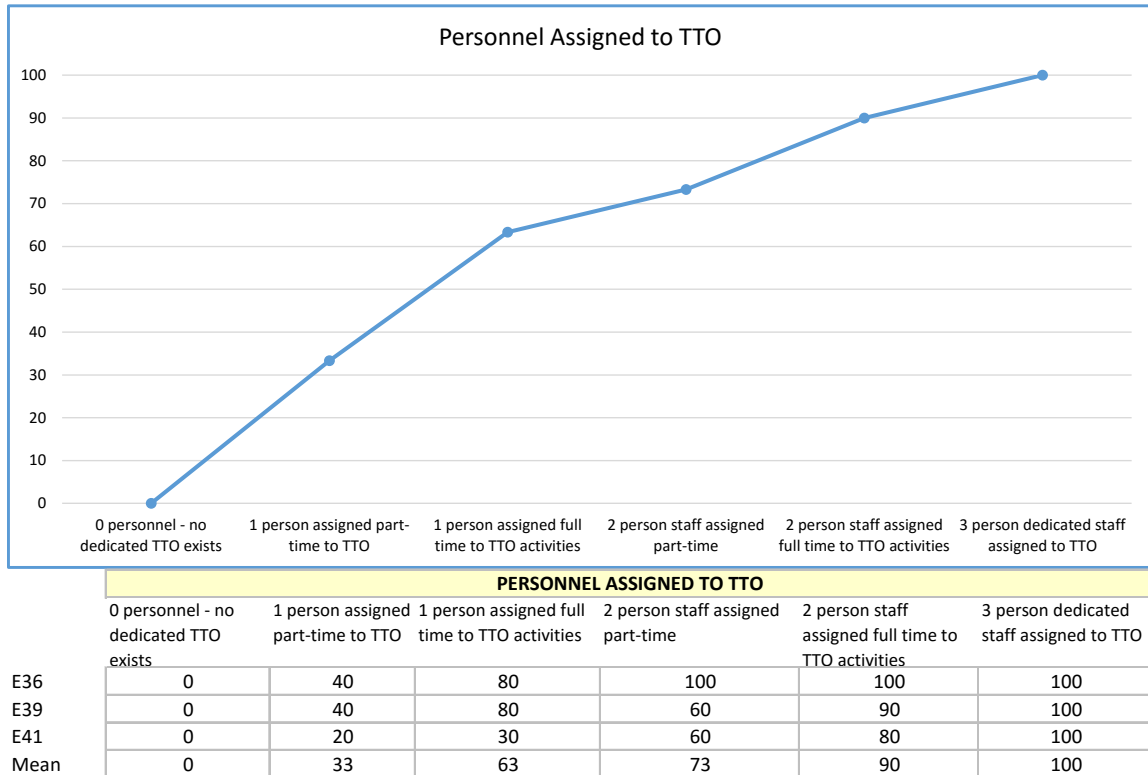 Personnel Assigned to TTO
100
90
80
70
60
50
40
30
20
10
0
0 personnel - no dedicated TTO exists
1 person assigned part-time to TTO
1 person assigned full time to TTO activities
2 person staff assigned part-time
2 person staff assigned full time to TTO activities
3 person dedicated staff assigned to TTO
PERSONNEL ASSIGNED TO TTO
0 personnel - no dedicated TTO exists
1 person assigned part-time to TTO
1 person assigned full time to TTO activities
2 person staff assigned part-time
2 person staff assigned full time to TTO activities
3 person dedicated staff assigned to TTO
E36 0 40 80 100 100 100
E39 0 40 80 60 90 100
E41 0 20 30 60 80 100
Mean 0 33 63 73 90 100